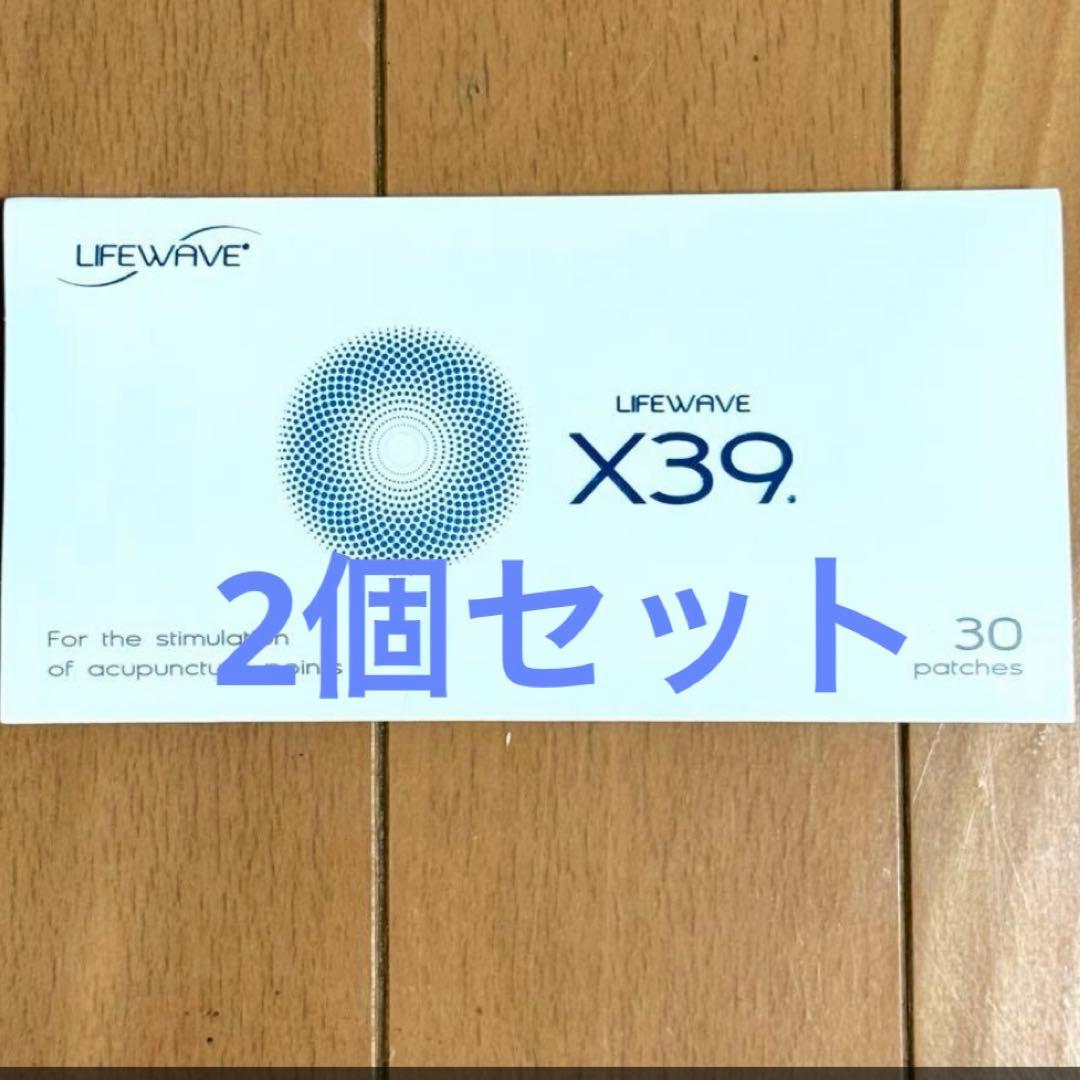 LIFEWAVE
LIFEWAVE
X39
2個セット
For the
of
30
patches